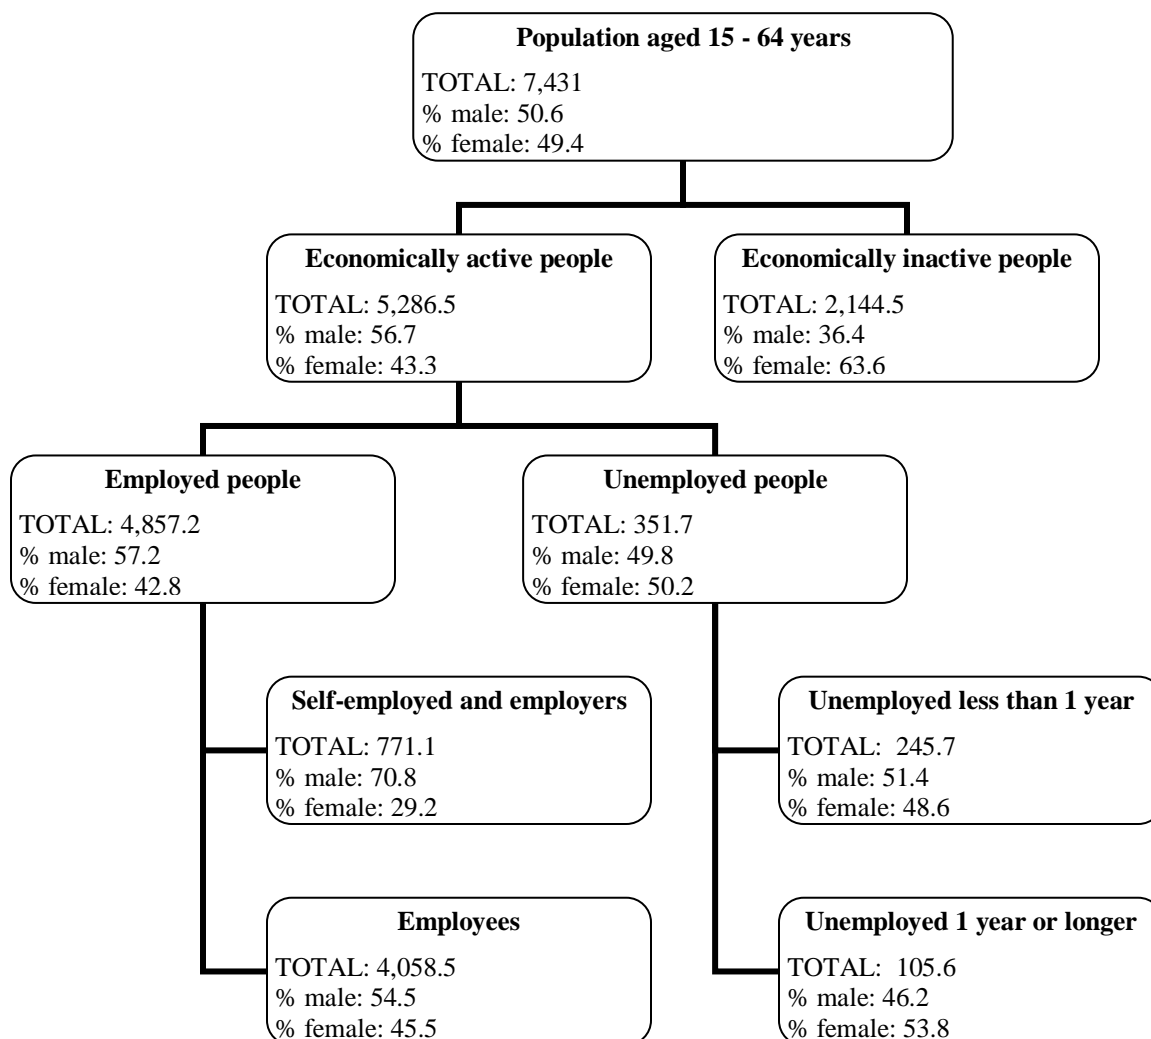 Population aged 15 - 64 years
TOTAL: 7,431
% male: 50.6
% female: 49.4
Economically active people
TOTAL: 5,286.5
% male: 56.7
% female: 43.3
Economically inactive people
TOTAL: 2,144.5
% male: 36.4
% female: 63.6
Employed people
TOTAL: 4,857.2
% male: 57.2
% female: 42.8
Unemployed people
TOTAL: 351.7
% male: 49.8
% female: 50.2
Self-employed and employers
TOTAL: 771.1
% male: 70.8
% female: 29.2
Unemployed less than 1 year
TOTAL:  245.7
% male: 51.4
% female: 48.6
Employees
TOTAL: 4,058.5
% male: 54.5
% female: 45.5
Unemployed 1 year or longer
TOTAL:  105.6
% male: 46.2
% female: 53.8